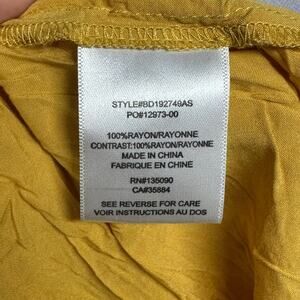 STYLE#BD192749AS
PO#12973-00
100%RAYON/RAYONNE
CONTRAST:100%RAYON/RAYONNE
MADE IN CHINA
FABRIQUE EN CHINE
RN#135090
CA#35884
SEE REVERSE FOR CARE
VOIR INSTRUCTIONS AU DOS